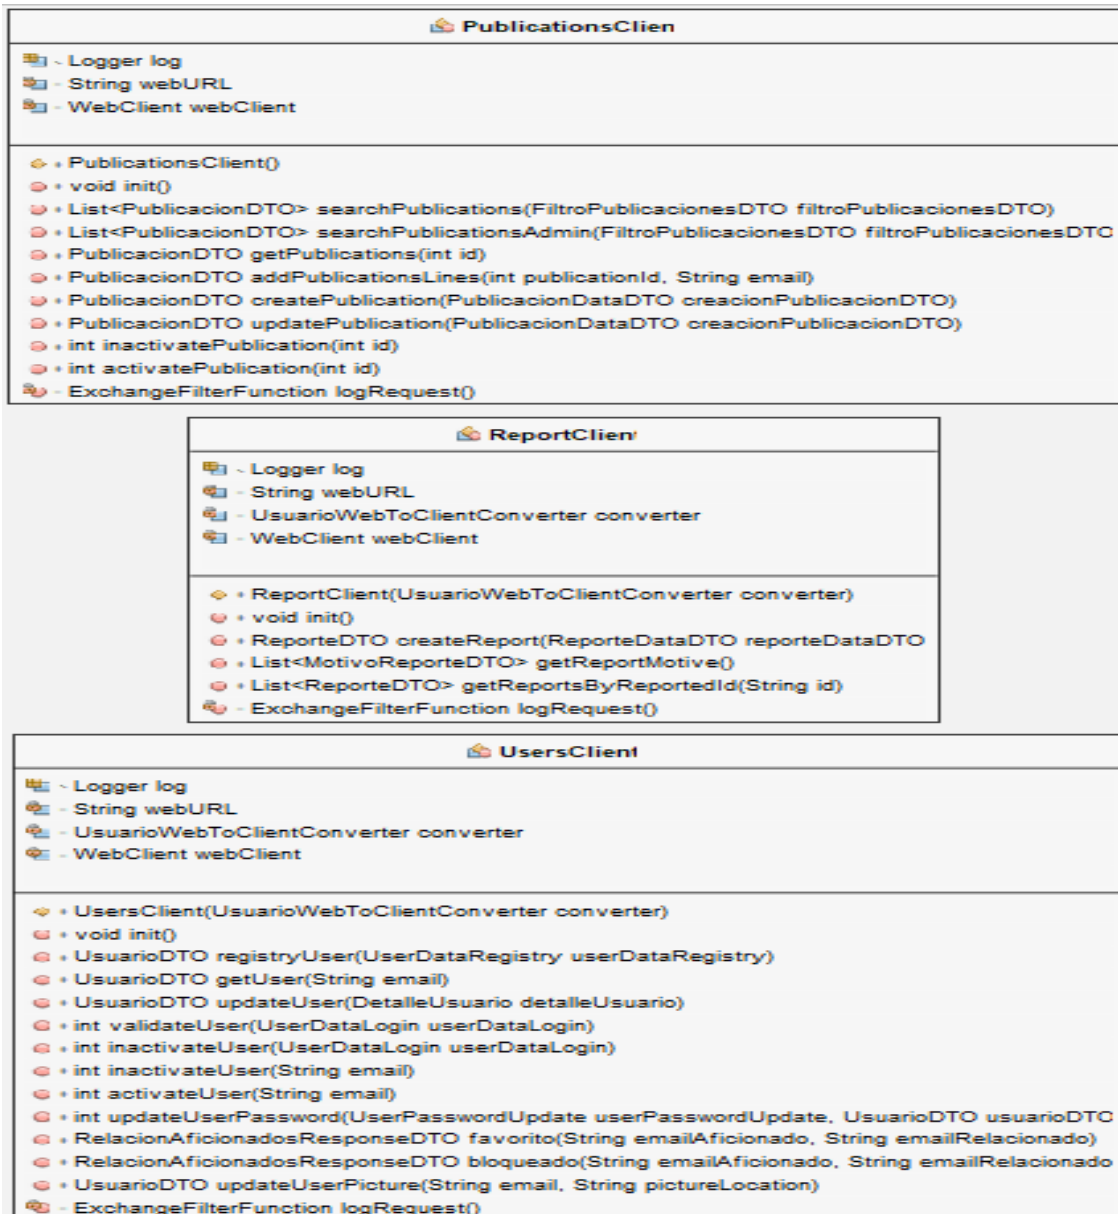 PublicationsClien
~ Logger log
- String webURL
- WebClient webClient
+ PublicationsClient()
+ void init()
+ List<PublicacionDTO> searchPublications(FiltroPublicacionesDTO filtroPublicacionesDTO)
+ List<PublicacionDTO> searchPublicationsAdmin(FiltroPublicacionesDTO filtroPublicacionesDTO
+ PublicacionDTO getPublications(int id)
+ PublicacionDTO addPublicationsLines(int publicationId, String email)
+ PublicacionDTO createPublication(PublicacionDataDTO creacionPublicacionDTO)
+ PublicacionDTO updatePublication(PublicacionDataDTO creacionPublicacionDTO)
+ int inactivatePublication(int id)
+ int activatePublication(int id)
- ExchangeFilterFunction logRequest()
ReportClien
~ Logger log
- String webURL
- UsuarioWebToClientConverter converter
- WebClient webClient
+ ReportClient(UsuarioWebToClientConverter converter)
+ void init()
+ ReporteDTO createReport(ReporteDataDTO reporteDataDTO
+ List<MotivoReporteDTO> getReportMotive()
+ List<ReporteDTO> getReportsByReportedId(String id)
- ExchangeFilterFunction logRequest()
UsersClient
~ Logger log
- String webURL
- UsuarioWebToClientConverter converter
- WebClient webClient
+ UsersClient(UsuarioWebToClientConverter converter)
+ void init()
+ UsuarioDTO registryUser(UserDataRegistry userDataRegistry)
+ UsuarioDTO getUser(String email)
+ UsuarioDTO updateUser(DetalleUsuario detalleUsuario)
+ int validateUser(UserDataLogin userDataLogin)
+ int inactivateUser(UserDataLogin userDataLogin)
+ int inactivateUser(String email)
+ int activateUser(String email)
+ int updateUserPassword(UserPasswordUpdate userPasswordUpdate, UsuarioDTO usuarioDTO
+ RelacionAficionadosResponseDTO favorito(String emailAficionado, String emailRelacionado)
+ RelacionAficionadosResponseDTO bloqueado(String emailAficionado, String emailRelacionado
+ UsuarioDTO updateUserPicture(String email, String pictureLocation)
- ExchangeFilterFunction logRequest()